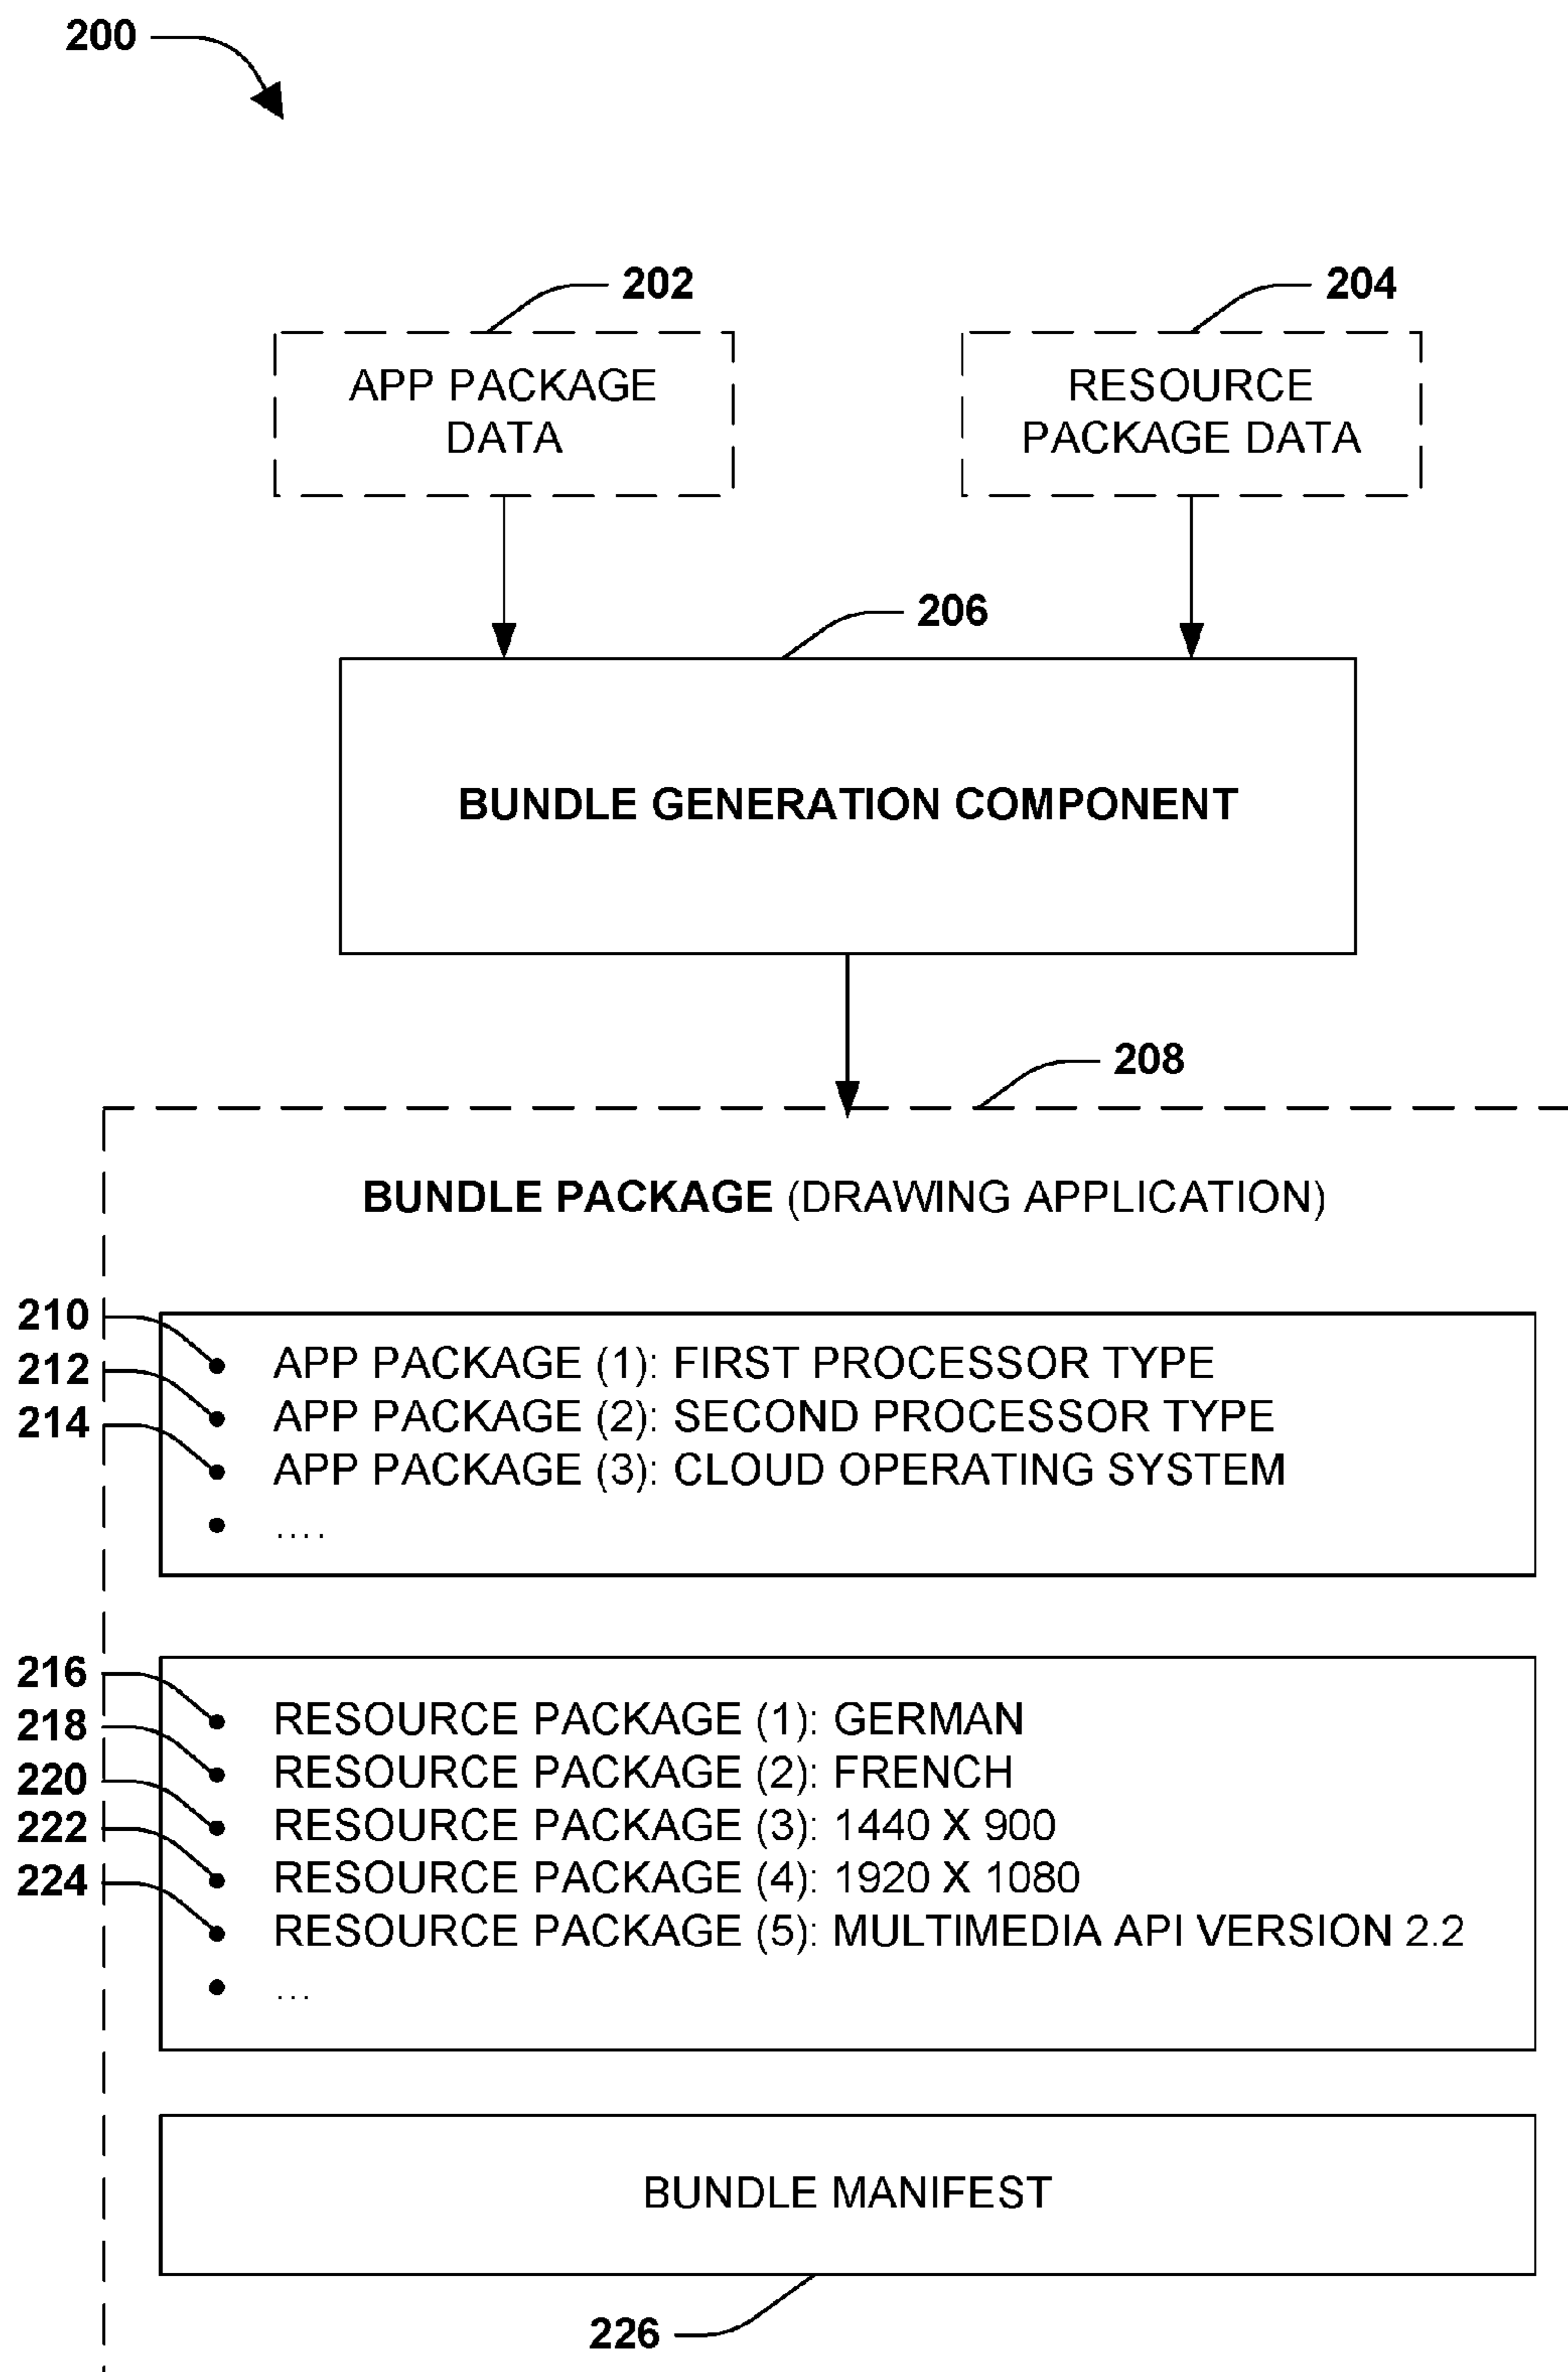 200
202
204
APP PACKAGE
DATA
RESOURCE
PACKAGE DATA
206
BUNDLE GENERATION COMPONENT
208
BUNDLE PACKAGE (DRAWING APPLICATION)
210
• APP PACKAGE (1): FIRST PROCESSOR TYPE
212
• APP PACKAGE (2): SECOND PROCESSOR TYPE
214
• APP PACKAGE (3): CLOUD OPERATING SYSTEM
• ....
216
• RESOURCE PACKAGE (1): GERMAN
218
• RESOURCE PACKAGE (2): FRENCH
220
• RESOURCE PACKAGE (3): 1440 X 900
222
• RESOURCE PACKAGE (4): 1920 X 1080
224
• RESOURCE PACKAGE (5): MULTIMEDIA API VERSION 2.2
• ...
BUNDLE MANIFEST
226